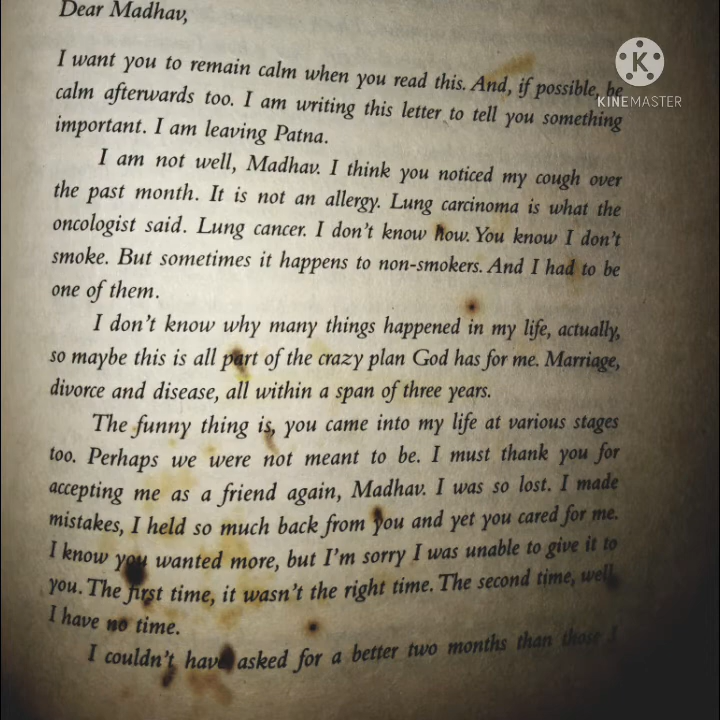 Dear Madhav,
I want you to remain calm when you read this. And, if possible, be
KINEMASTER
calm afterwards too. I am writing this letter to tell you something
important. I am leaving Patna.
I am not well, Madhav. I think you noticed my cough over
the past month. It is not an allergy. Lung carcinoma is what the
oncologist said. Lung cancer. I don't know how. You know I don't
smoke. But sometimes it happens to non-smokers. And I had to be
one of them.
I don't know why many things happened in my life, actually,
so maybe this is all part of the crazy plan God has for me. Marriage,
divorce and disease, all within a span of three years.
The funny thing is, you came into my life at various stages
too. Perhaps we were not meant to be. I must thank you for
accepting me as a friend again, Madhav. I was so lost. I made
mistakes, I held so much back from you and yet you cared for me.
I know you wanted more, but I'm sorry I was unable to give it to
you. The first time, it wasn't the right time. The second time, well,
I have no time.
I couldn't have asked for a better two months than those I